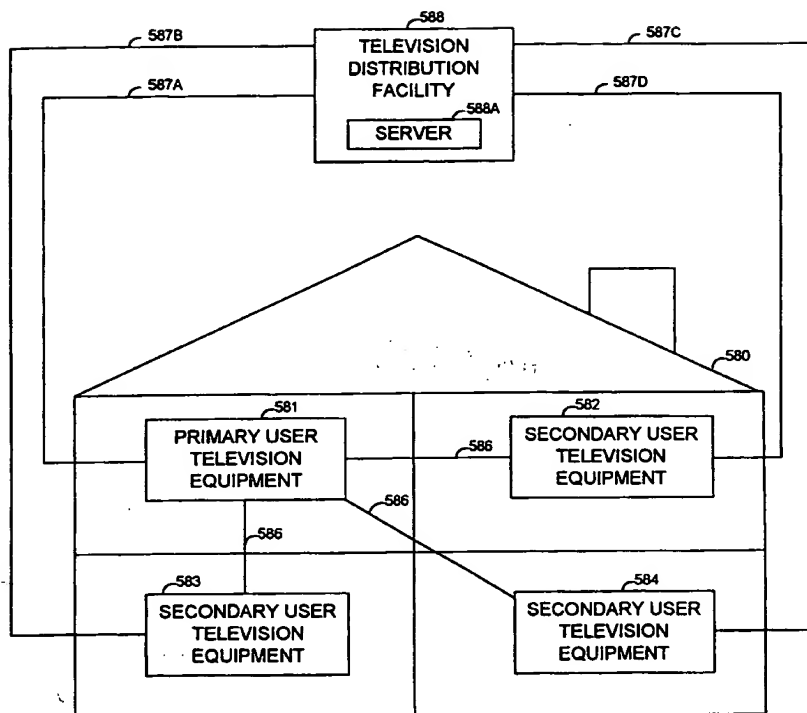 588
587B
TELEVISION
DISTRIBUTION
FACILITY
587C
587A
587D
588A
SERVER
580
581
PRIMARY USER
TELEVISION
EQUIPMENT
582
SECONDARY USER
TELEVISION
EQUIPMENT
586
586
586
583
SECONDARY USER
TELEVISION
EQUIPMENT
584
SECONDARY USER
TELEVISION
EQUIPMENT